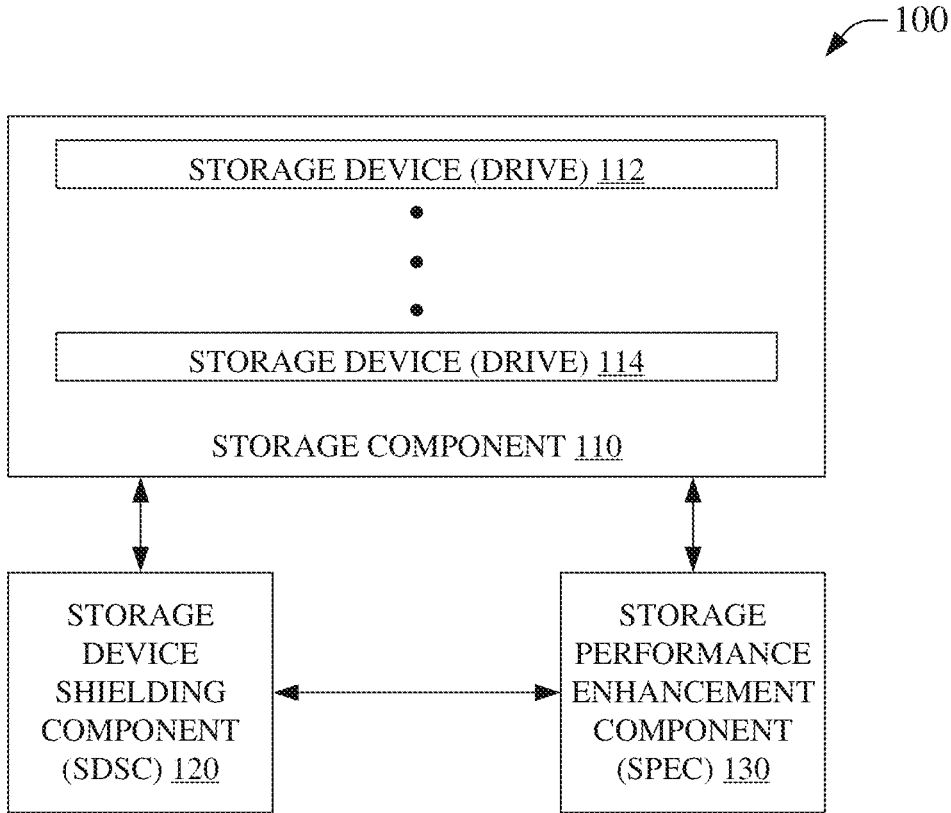 100
STORAGE DEVICE (DRIVE) 112
STORAGE DEVICE (DRIVE) 114
STORAGE COMPONENT 110
STORAGE
DEVICE
SHIELDING
COMPONENT
(SDSC) 120
STORAGE
PERFORMANCE
ENHANCEMENT
COMPONENT
(SPEC) 130